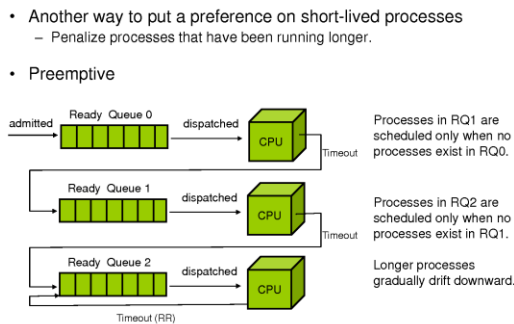 • Another way to put a preference on short-lived processes
– Penalize processes that have been running longer.
• Preemptive
admitted
Ready Queue 0
dispatched
CPU
Timeout
Processes in RQ1 are
scheduled only when no
processes exist in RQ0.
Ready Queue 1
dispatched
CPU
Timeout
Processes in RQ2 are
scheduled only when no
processes exist in RQ1.
Ready Queue 2
dispatched
CPU
Timeout (RR)
Longer processes
gradually drift downward.